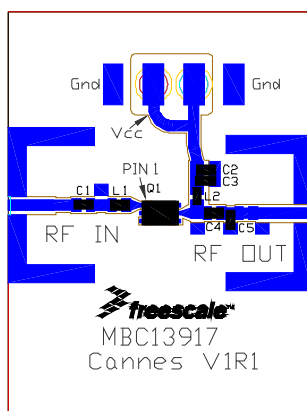 Gnd Gnd
Vcc
PIN 1
Q1
C2
C3
C1 L1
L2
C4 C5
RF IN RF OUT
freescale™
MBC13917
Cannes V1R1